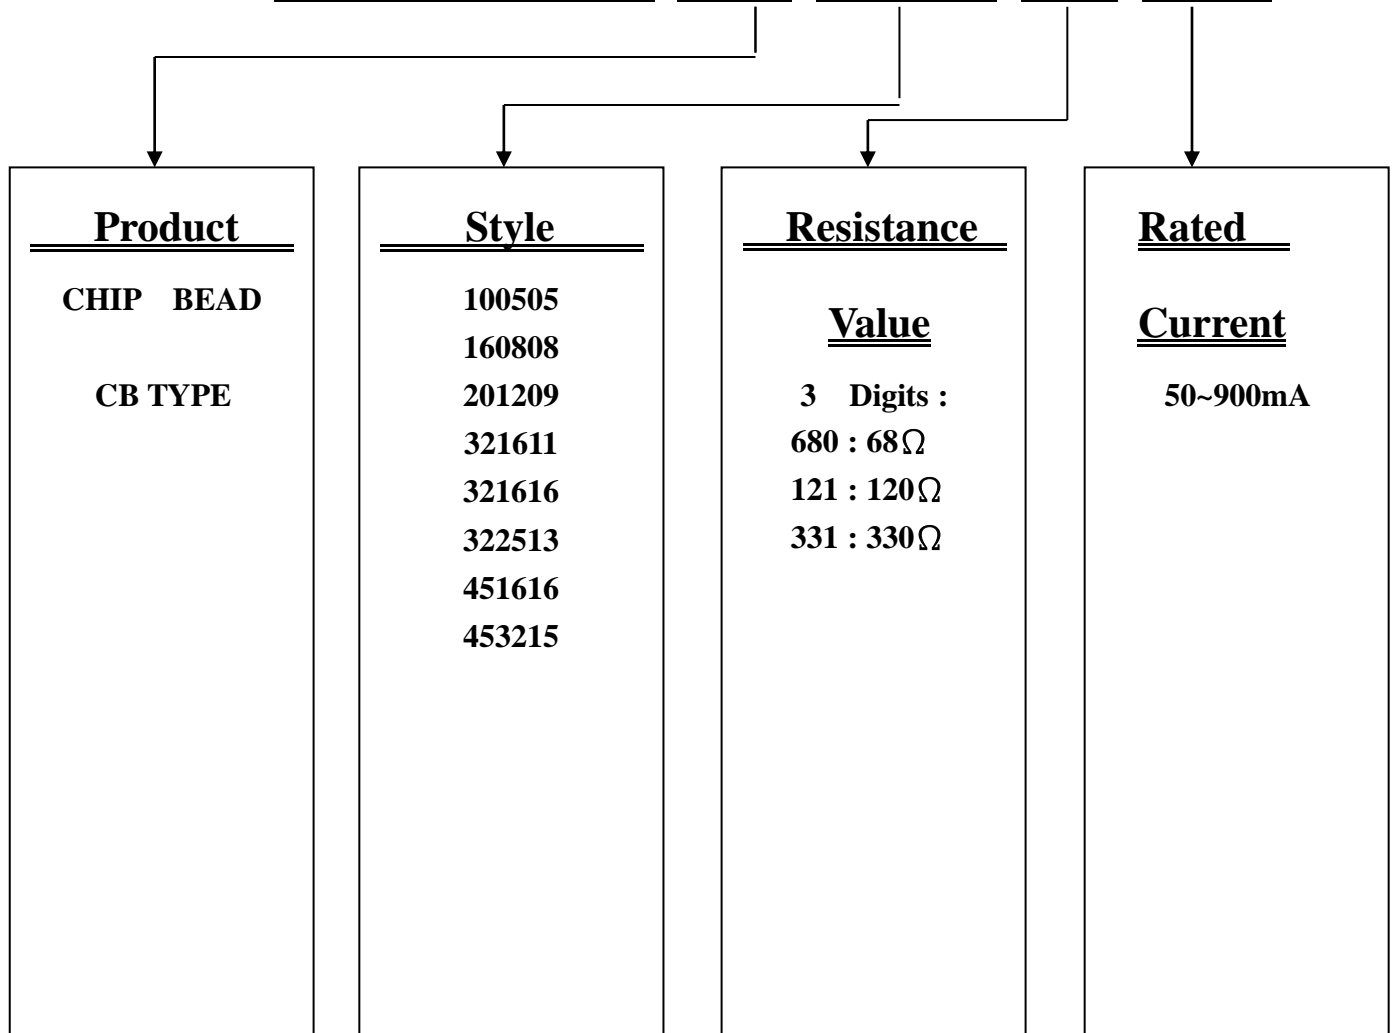 Product
CHIP BEAD
CB TYPE
Style
100505
160808
201209
321611
321616
322513
451616
453215
Resistance
Value
3 Digits :
680 : 68Ω
121 : 120Ω
331 : 330Ω
Rated
Current
50~900mA